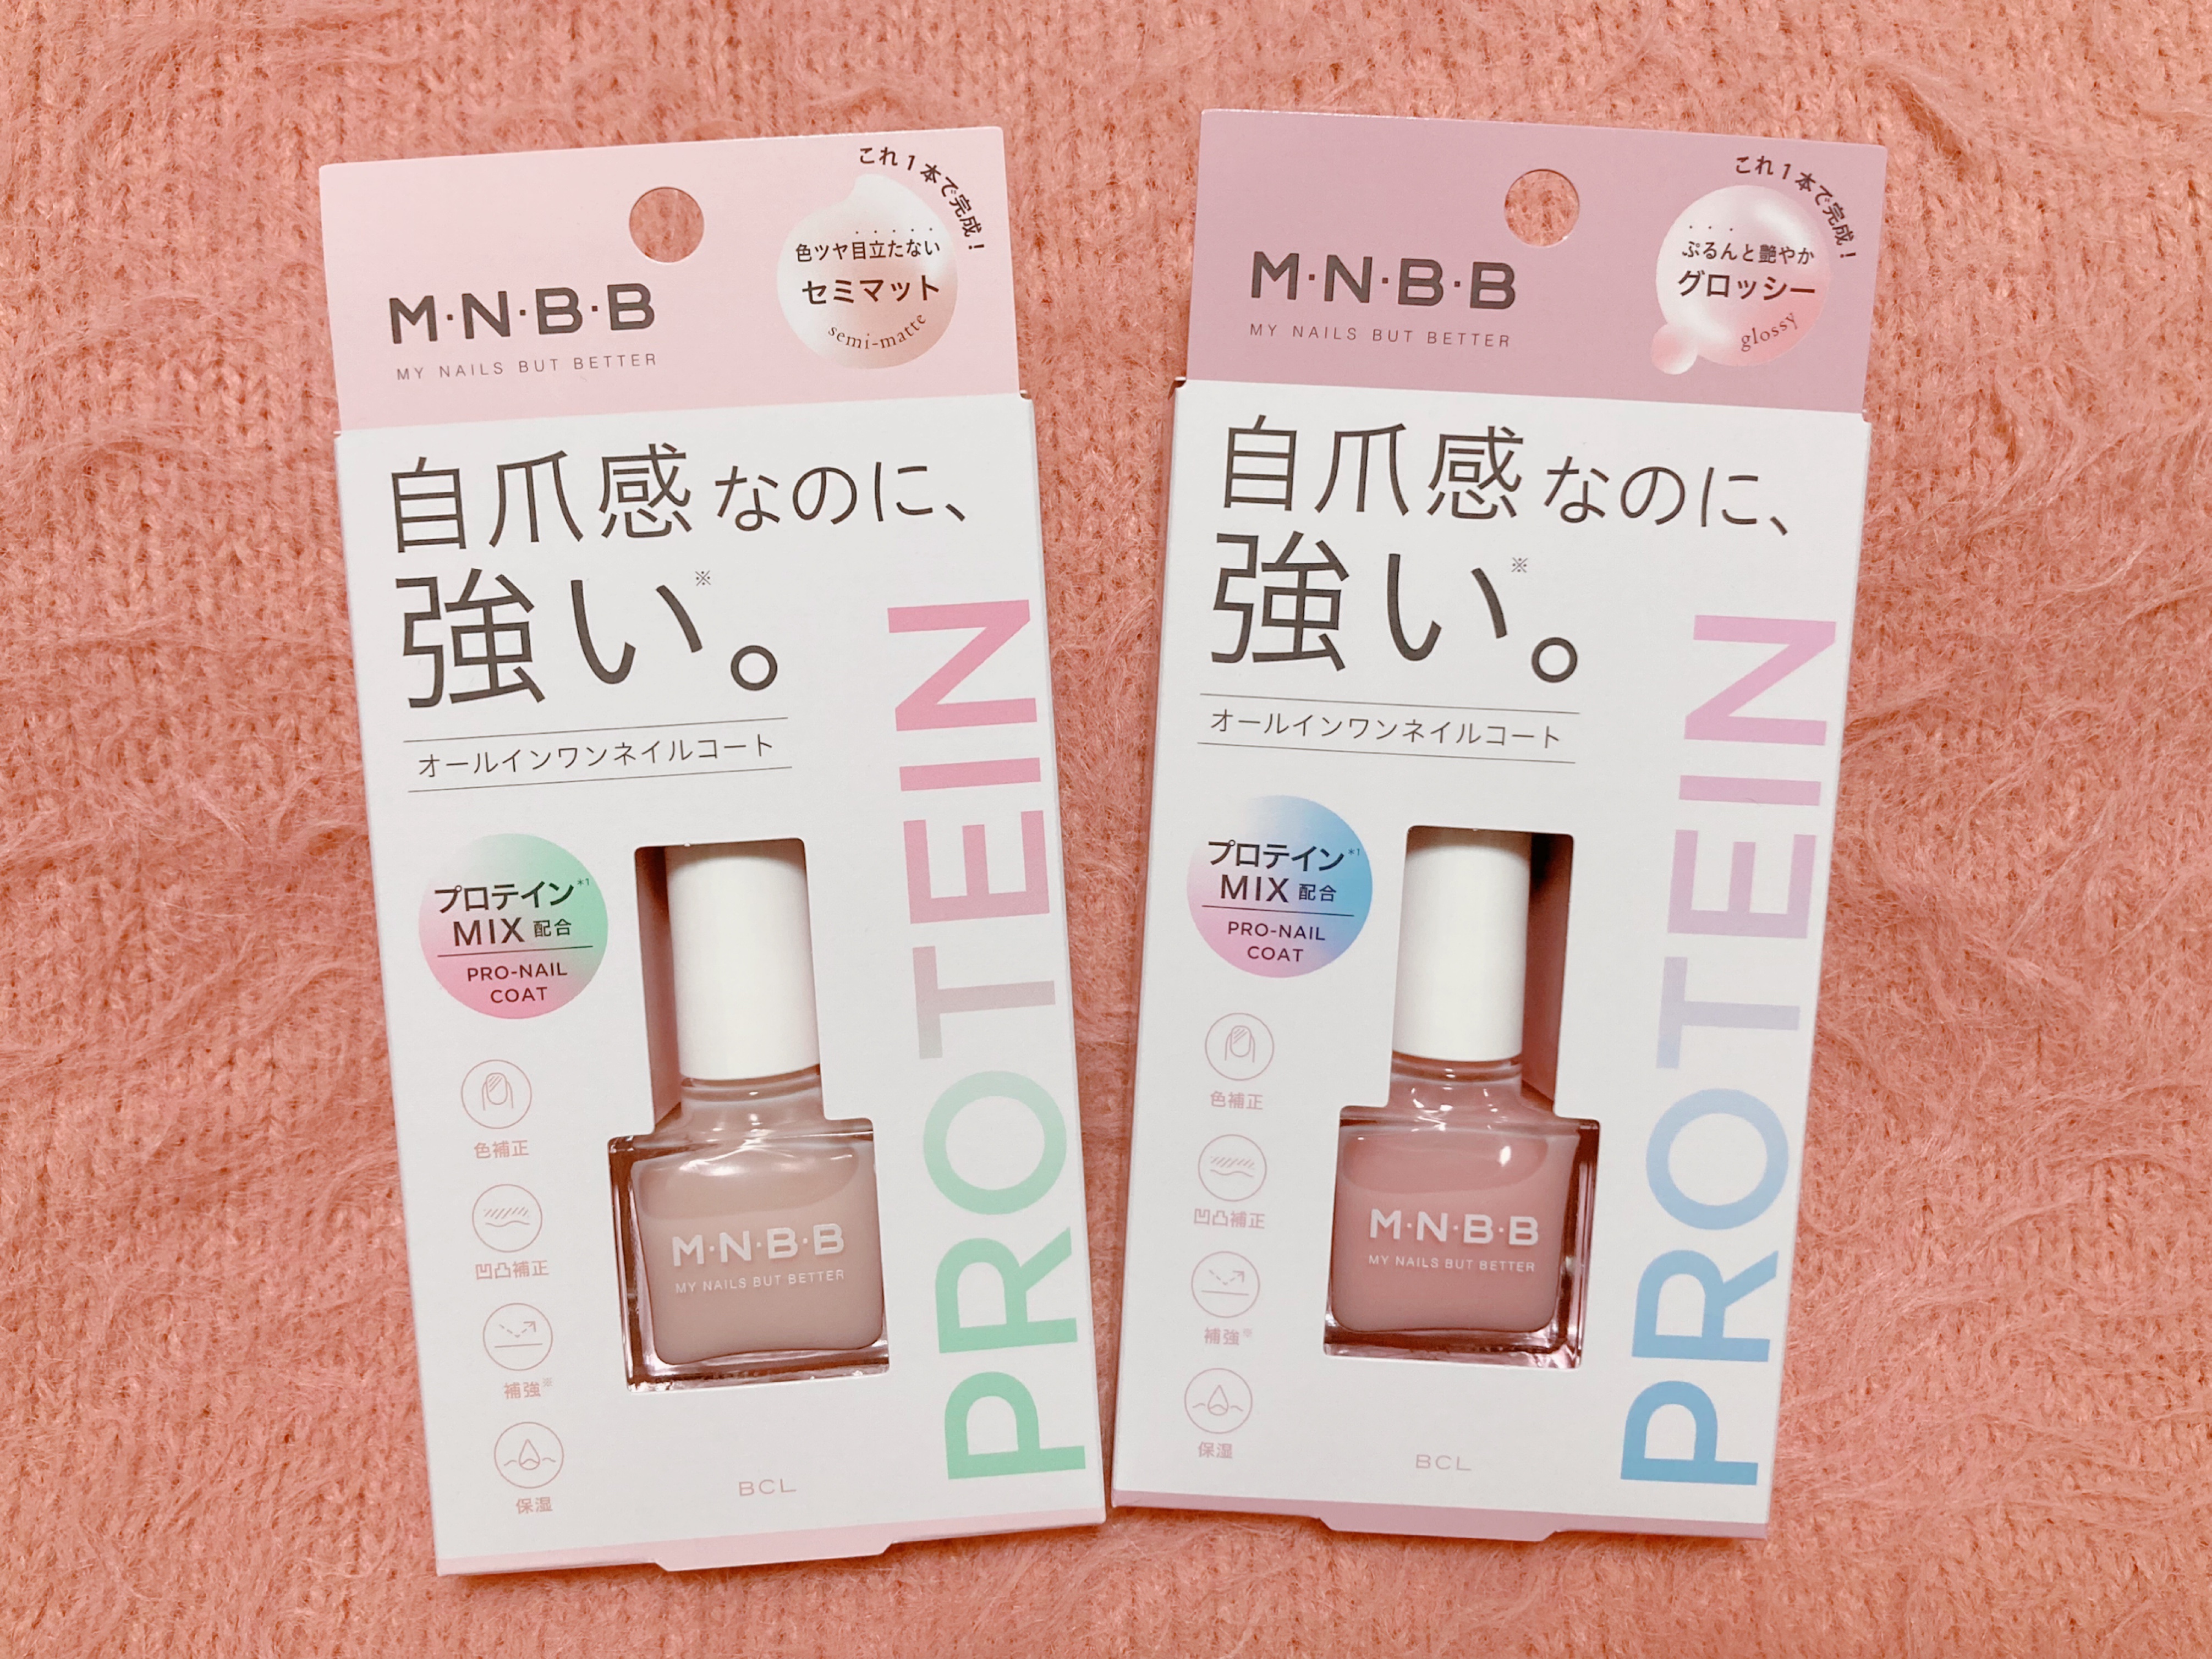 これ1本で完成!
色ツヤ目立たない
セミマット
semi-matte
M·N·B·B
MY NAILS BUT BETTER
自爪感なのに、
強い※。
オールインワンネイルコート
プロテイン*1
MIX配合
PRO-NAIL
COAT
PROTEIN
色補正
凹凸補正
補強※
保湿
M·N·B·B
MY NAILS BUT BETTER
BCL
これ1本で完成!
ぷるんと艶やか
グロッシー
glossy
M·N·B·B
MY NAILS BUT BETTER
自爪感なのに、
強い※。
オールインワンネイルコート
プロテイン*1
MIX配合
PRO-NAIL
COAT
PROTEIN
色補正
凹凸補正
補強※
保湿
M·N·B·B
MY NAILS BUT BETTER
BCL